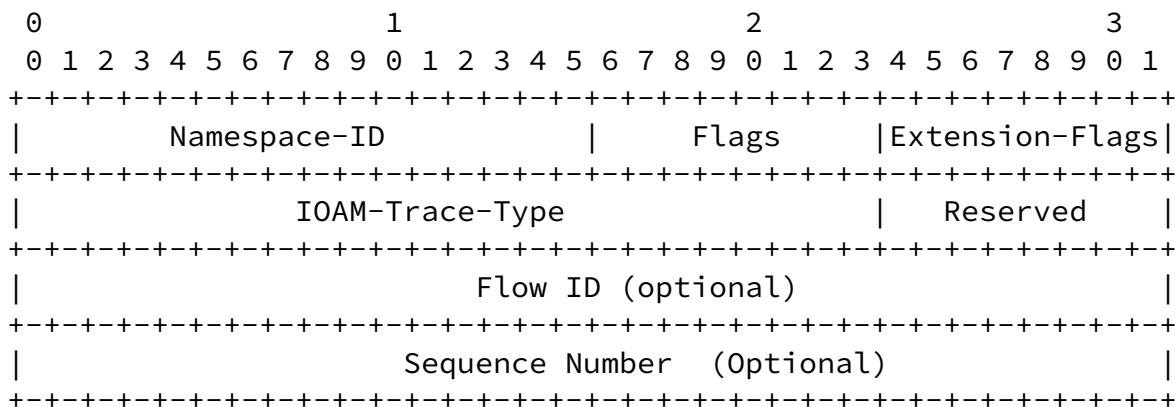 0                   1                   2                   3
 0 1 2 3 4 5 6 7 8 9 0 1 2 3 4 5 6 7 8 9 0 1 2 3 4 5 6 7 8 9 0 1
+-+-+-+-+-+-+-+-+-+-+-+-+-+-+-+-+-+-+-+-+-+-+-+-+-+-+-+-+-+-+-+-+
|        Namespace-ID           |     Flags     |Extension-Flags|
+-+-+-+-+-+-+-+-+-+-+-+-+-+-+-+-+-+-+-+-+-+-+-+-+-+-+-+-+-+-+-+-+
|               IOAM-Trace-Type                 |   Reserved    |
+-+-+-+-+-+-+-+-+-+-+-+-+-+-+-+-+-+-+-+-+-+-+-+-+-+-+-+-+-+-+-+-+
|                         Flow ID (optional)                    |
+-+-+-+-+-+-+-+-+-+-+-+-+-+-+-+-+-+-+-+-+-+-+-+-+-+-+-+-+-+-+-+-+
|                     Sequence Number  (Optional)               |
+-+-+-+-+-+-+-+-+-+-+-+-+-+-+-+-+-+-+-+-+-+-+-+-+-+-+-+-+-+-+-+-+